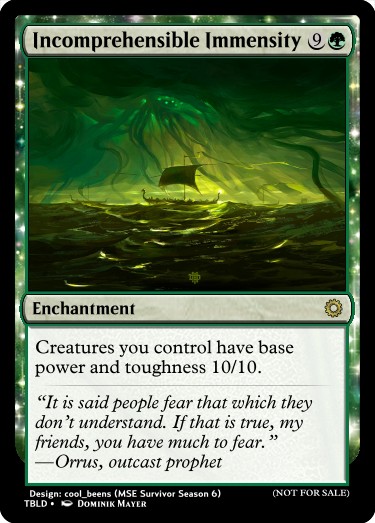 Incomprehensible Immensity 9
Enchantment
Creatures you control have base
power and toughness 10/10.
“It is said people fear that which they
don’t understand. If that is true, my
friends, you have much to fear.”
—Orrus, outcast prophet
Design: cool_beens (MSE Survivor Season 6) (NOT FOR SALE)
TBLD • Dominik Mayer